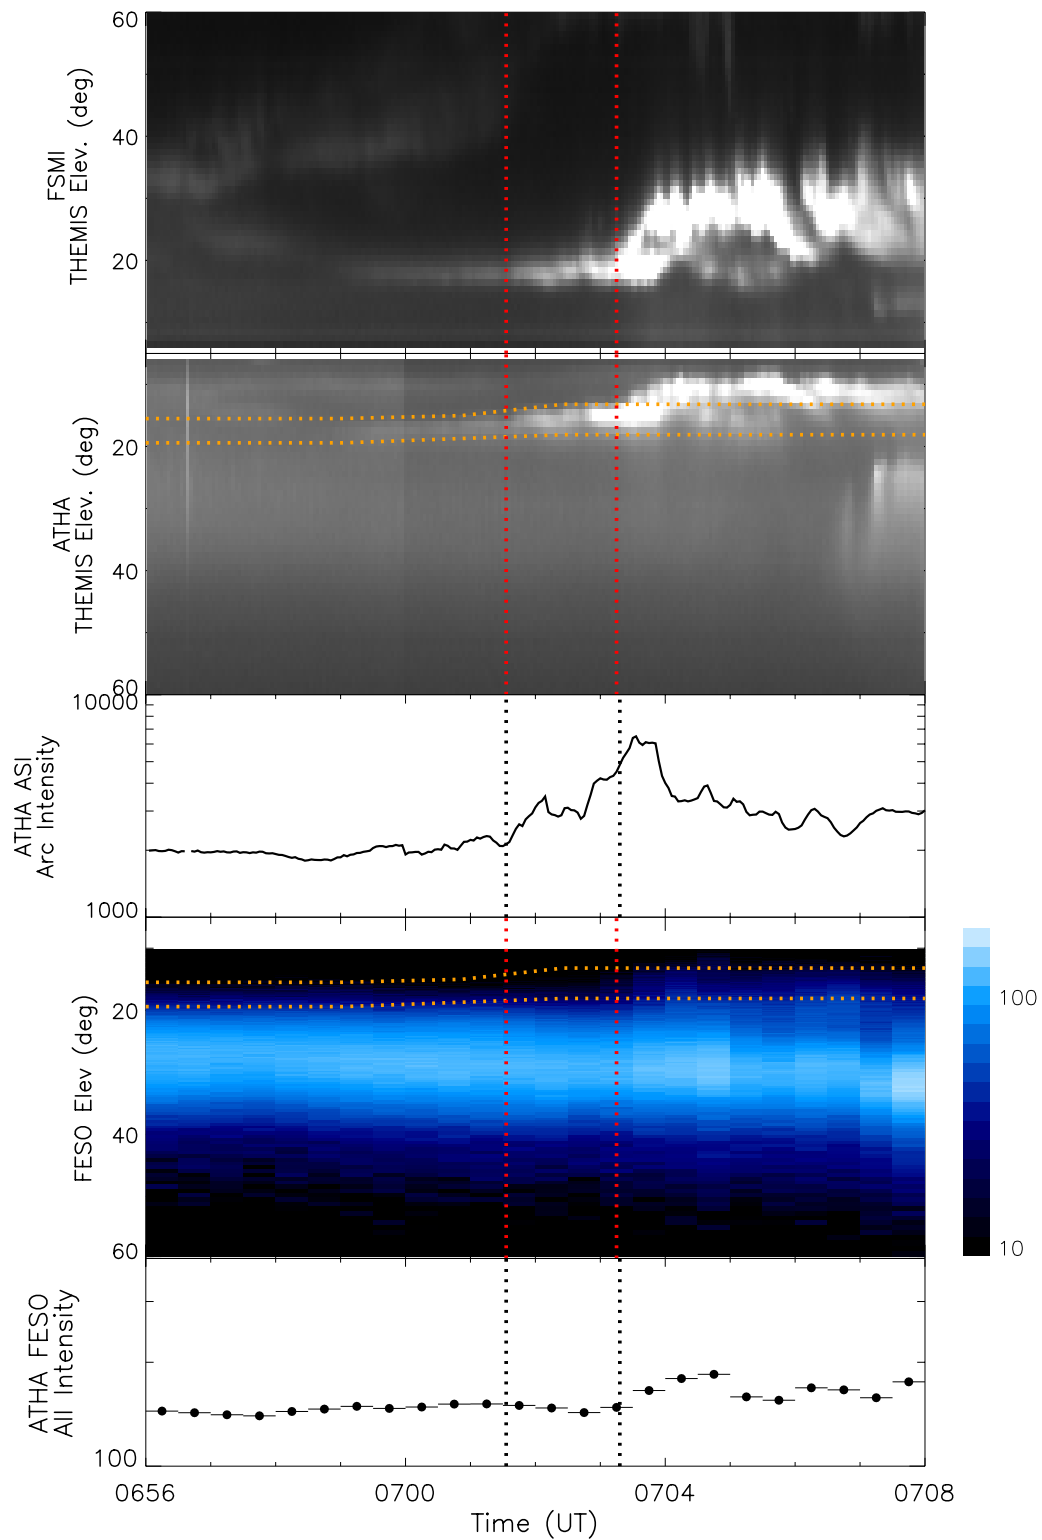 60
40
20
FSMI
THEMIS Elev. (deg)
20
40
60
ATHA
THEMIS Elev. (deg)
10000
1000
ATHA ASI
Arc Intensity
20
40
60
FESO Elev (deg)
100
10
100
ATHA FESO
All Intensity
0656 0700 0704 0708
Time (UT)